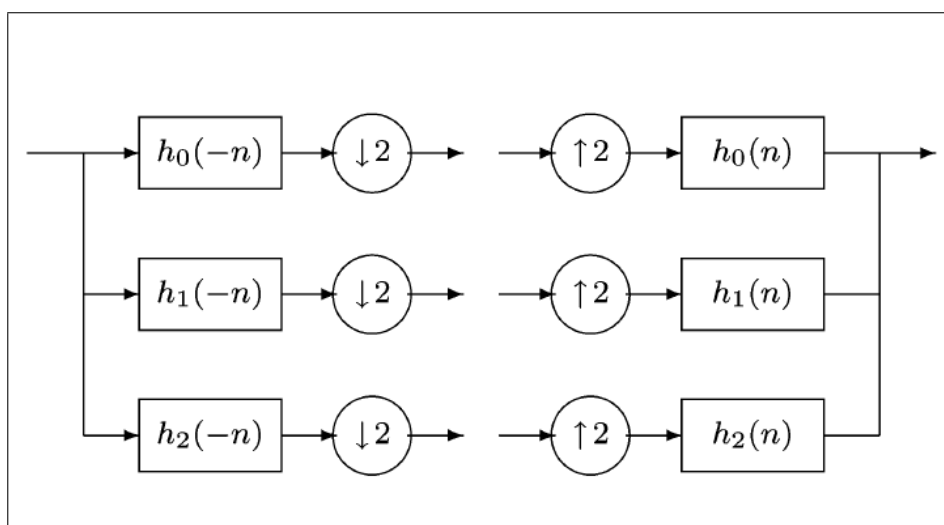 h₀(−n) ↓2 ↑2 h₀(n)
h₁(−n) ↓2 ↑2 h₁(n)
h₂(−n) ↓2 ↑2 h₂(n)